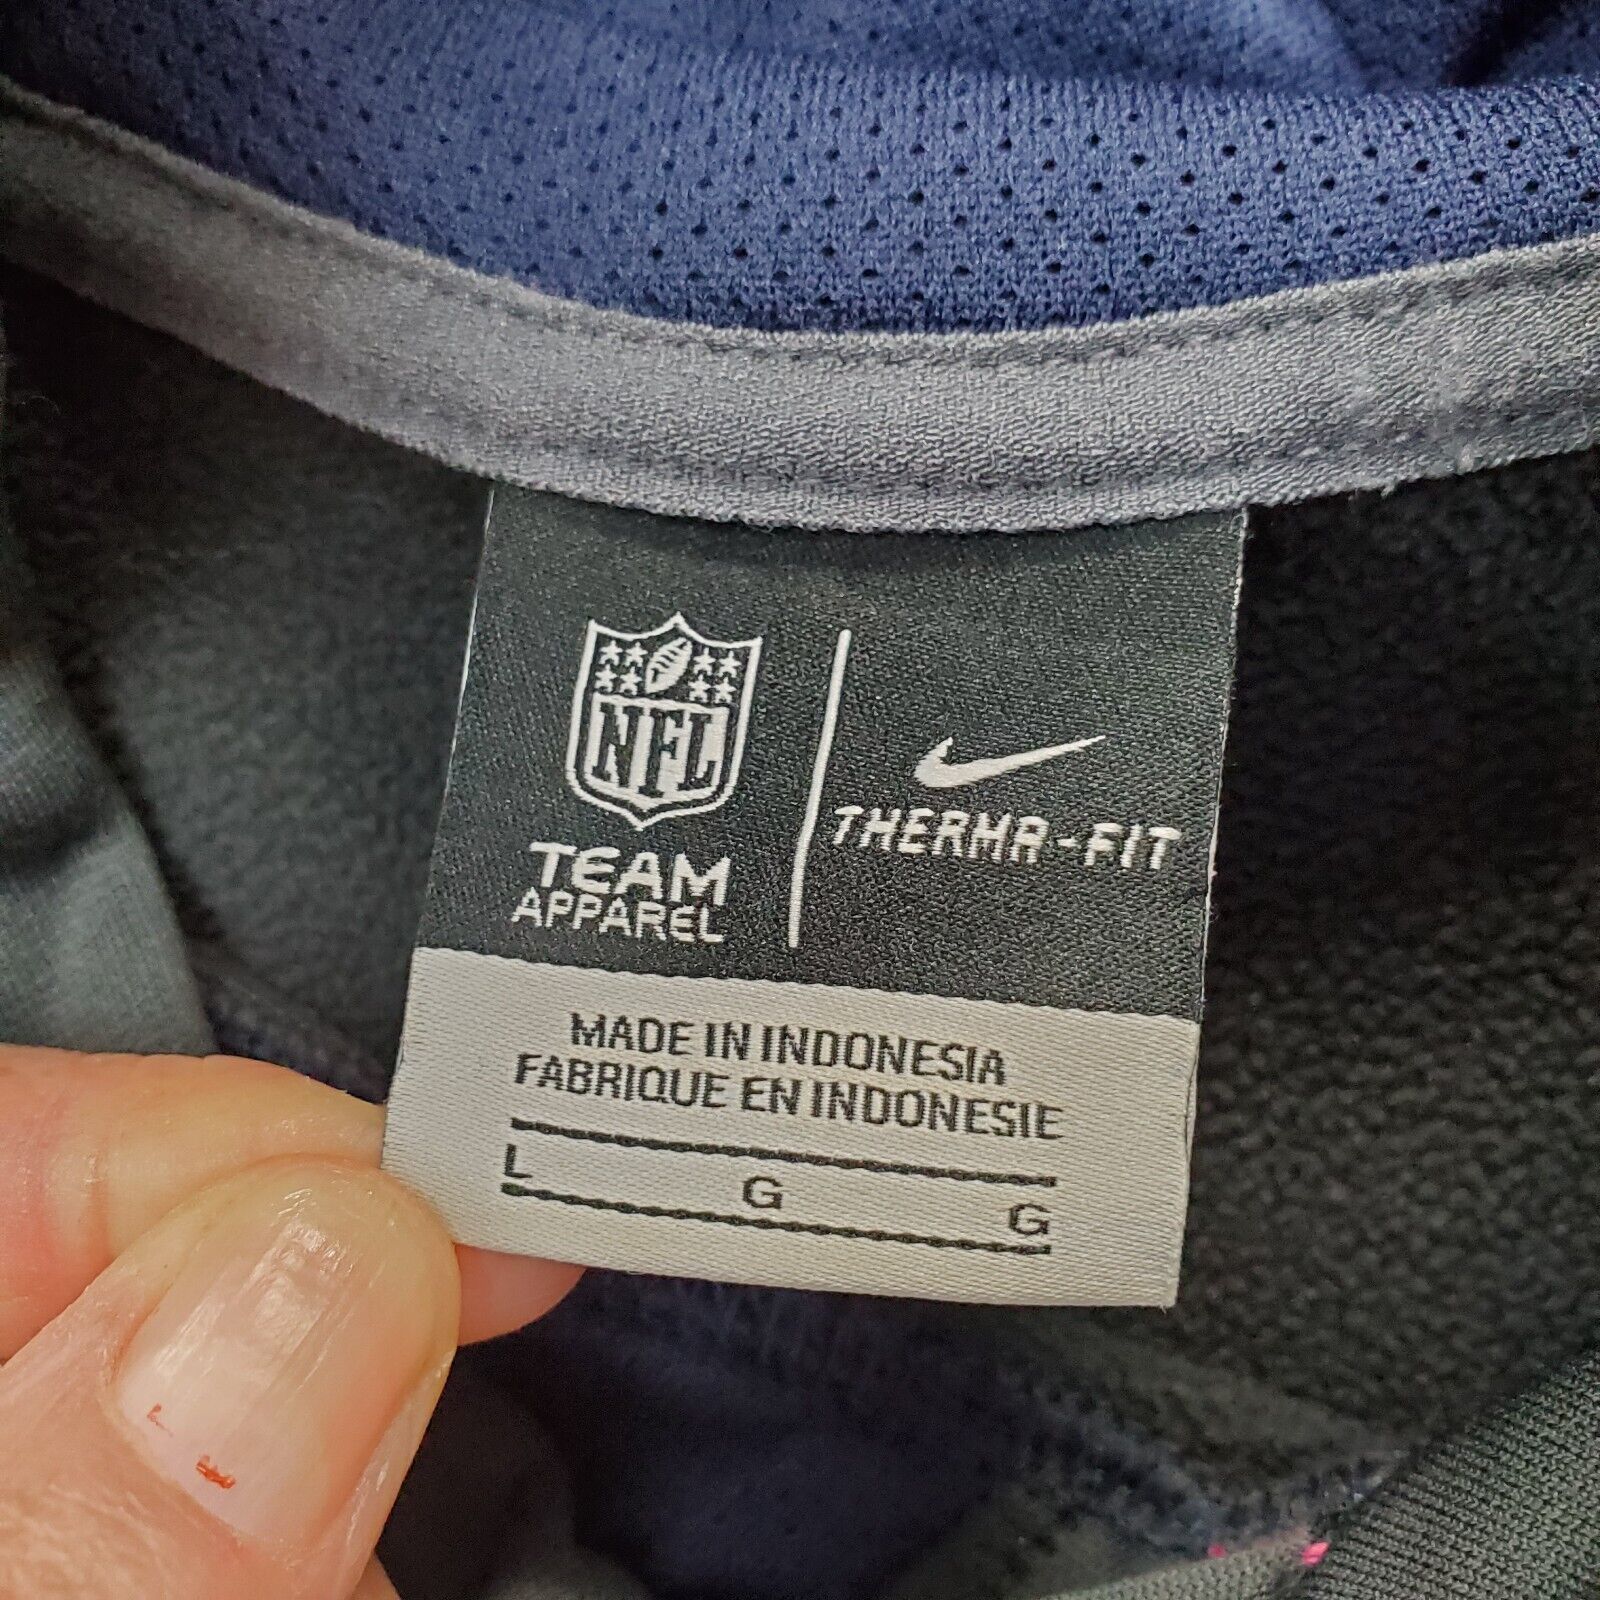 NFL
TEAM
APPAREL
THERMA-FIT
MADE IN INDONESIA
FABRIQUE EN INDONESIE
L G G